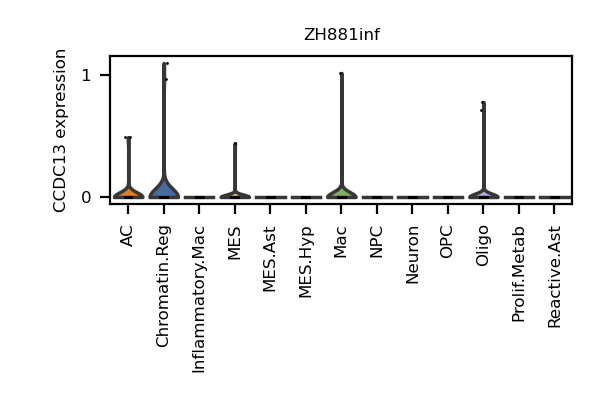 ZH881inf
CCDC13 expression
1
0
AC
Chromatin.Reg
Inflammatory.Mac
MES
MES.Ast
MES.Hyp
Mac
NPC
Neuron
OPC
Oligo
Prolif.Metab
Reactive.Ast